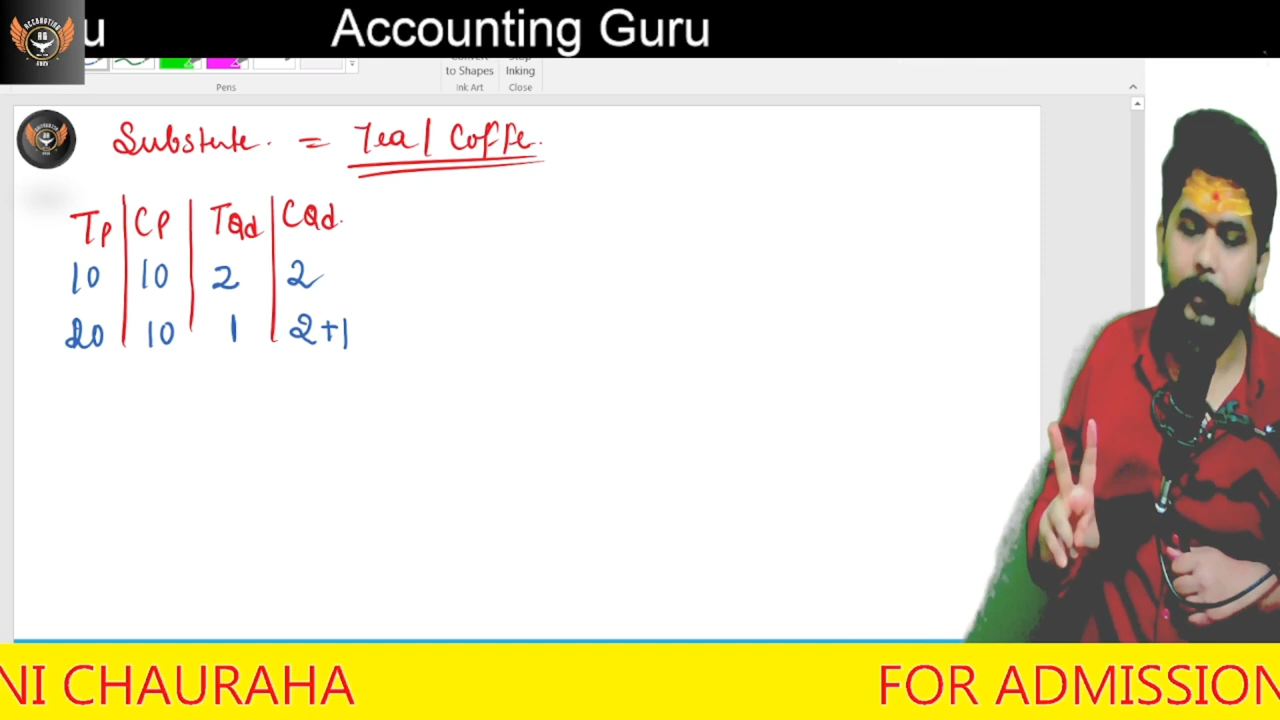 u Accounting Guru
to Shapes
Stop
Inking
Pens
Ink Art
Close
Substute. = Tea/Coffe.
TP CP TQd CQd.
10 10 2 2
20 10 1 2+1
NI CHAURAHA FOR ADMISSION